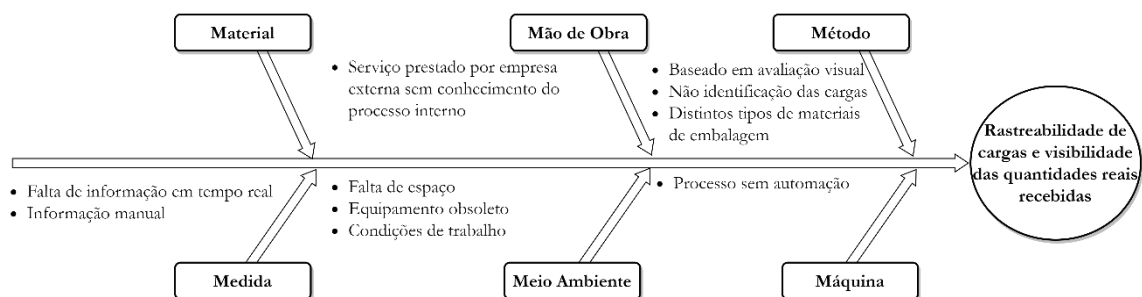 Material
Mão de Obra
Método
• Serviço prestado por empresa
externa sem conhecimento do
processo interno
• Baseado em avaliação visual
• Não identificação das cargas
• Distintos tipos de materiais
de embalagem
Rastreabilidade de
cargas e visibilidade
das quantidades reais
recebidas
• Falta de informação em tempo real
• Informação manual
• Falta de espaço
• Equipamento obsoleto
• Condições de trabalho
• Processo sem automação
Medida
Meio Ambiente
Máquina